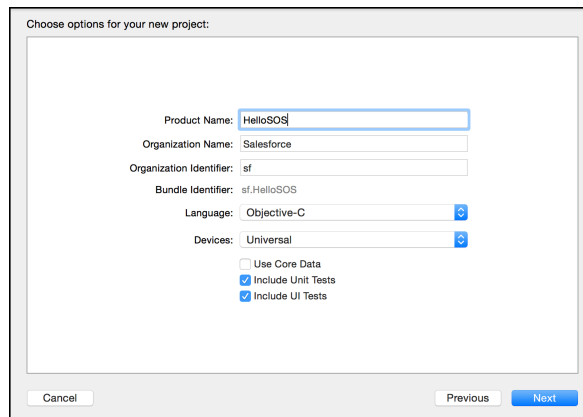 Choose options for your new project:
Product Name: HelloSOS
Organization Name: Salesforce
Organization Identifier: sf
Bundle Identifier: sf.HelloSOS
Language: Objective-C
Devices: Universal
Use Core Data
Include Unit Tests
Include UI Tests
Cancel Previous Next